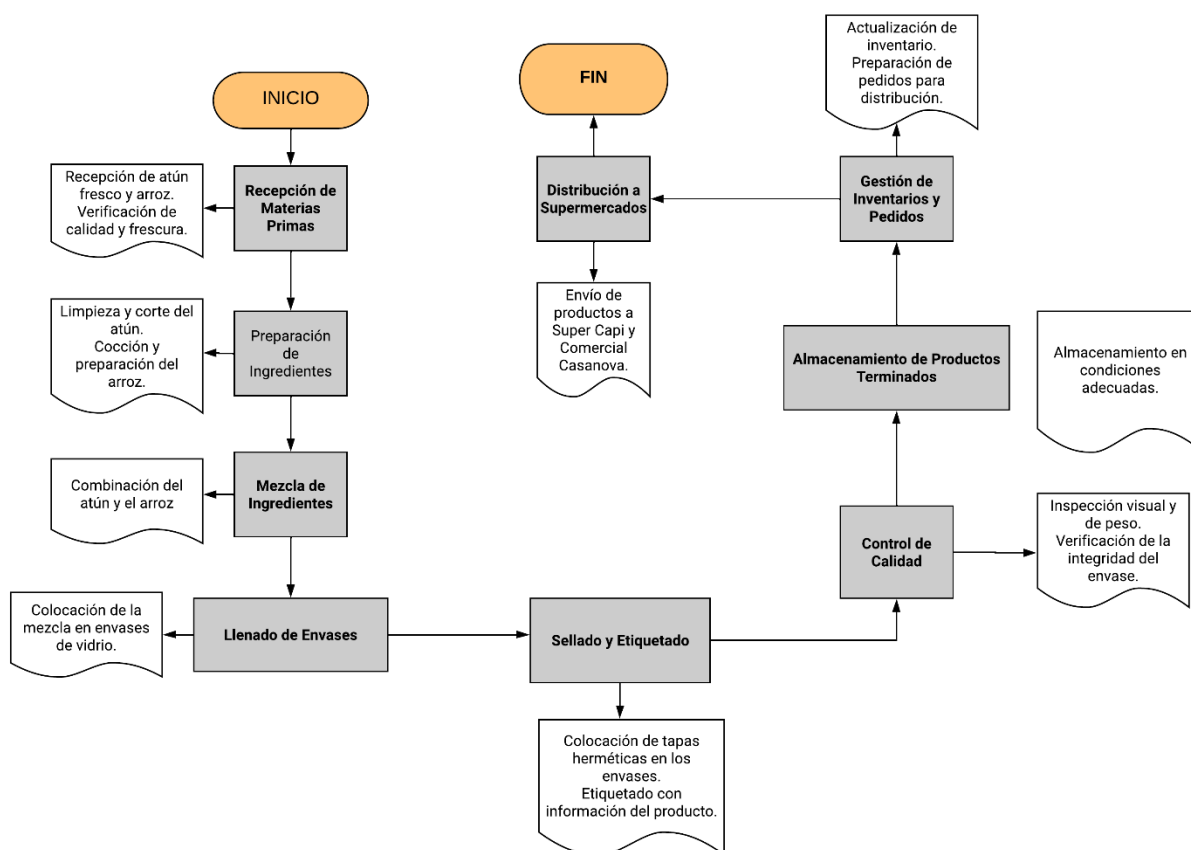 INICIO
Recepción de atún
fresco y arroz.
Verificación de
calidad y frescura.
Recepción de
Materias
Primas
Limpieza y corte del
atún.
Cocción y
preparación del
arroz.
Preparación
de
Ingredientes
Combinación del
atún y el arroz
Mezcla de
Ingredientes
Colocación de la
mezcla en envases
de vidrio.
Llenado de Envases
Sellado y Etiquetado
Colocación de tapas
herméticas en los
envases.
Etiquetado con
información del producto.
Control de
Calidad
Inspección visual y
de peso.
Verificación de la
integridad del
envase.
Almacenamiento de Productos
Terminados
Almacenamiento en
condiciones
adecuadas.
Gestión de
Inventarios y
Pedidos
Actualización de
inventario.
Preparación de
pedidos para
distribución.
Distribución a
Supermercados
Envío de
productos a
Super Capi y
Comercial
Casanova.
FIN